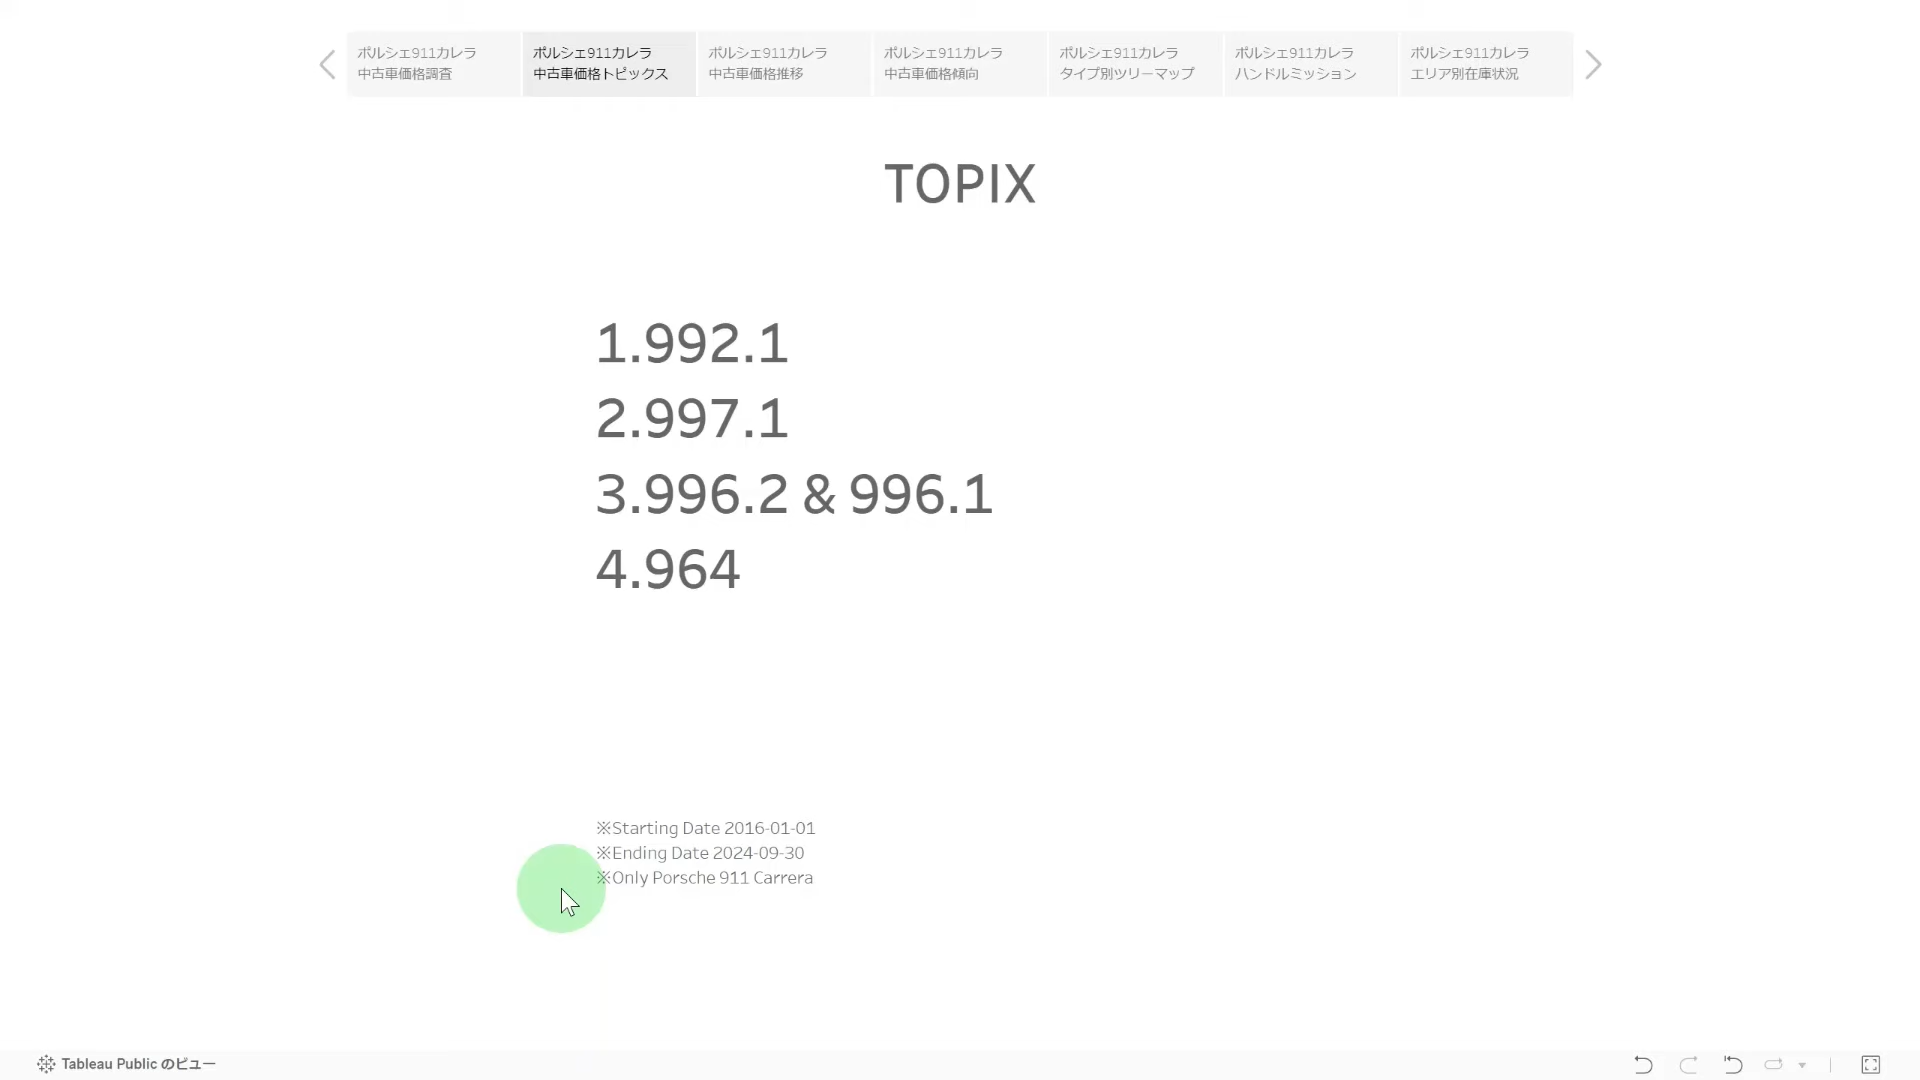 ポルシェ911カレラ
中古車価格調査
ポルシェ911カレラ
中古車価格トピックス
ポルシェ911カレラ
中古車価格推移
ポルシェ911カレラ
中古車価格傾向
ポルシェ911カレラ
タイプ別ツリーマップ
ポルシェ911カレラ
ハンドルミッション
ポルシェ911カレラ
エリア別在庫状況
TOPIX
1.992.1
2.997.1
3.996.2 & 996.1
4.964
※Starting Date 2016-01-01
※Ending Date 2024-09-30
※Only Porsche 911 Carrera
Tableau Public のビュー